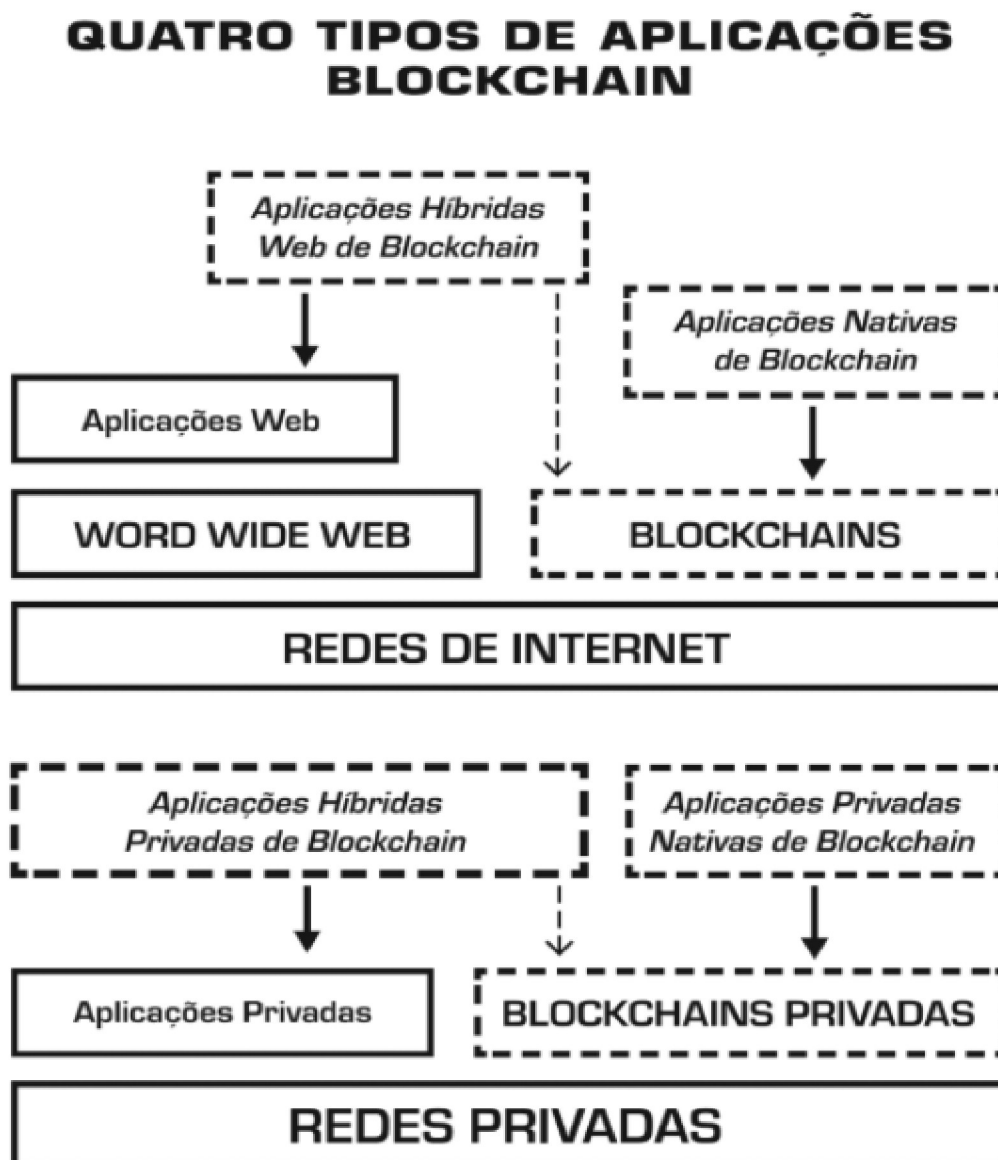 QUATRO TIPOS DE APLICAÇÕES
BLOCKCHAIN
Aplicações Híbridas
Web de Blockchain
Aplicações Nativas
de Blockchain
Aplicações Web
WORD WIDE WEB
BLOCKCHAINS
REDES DE INTERNET
Aplicações Híbridas
Privadas de Blockchain
Aplicações Privadas
Nativas de Blockchain
Aplicações Privadas
BLOCKCHAINS PRIVADAS
REDES PRIVADAS